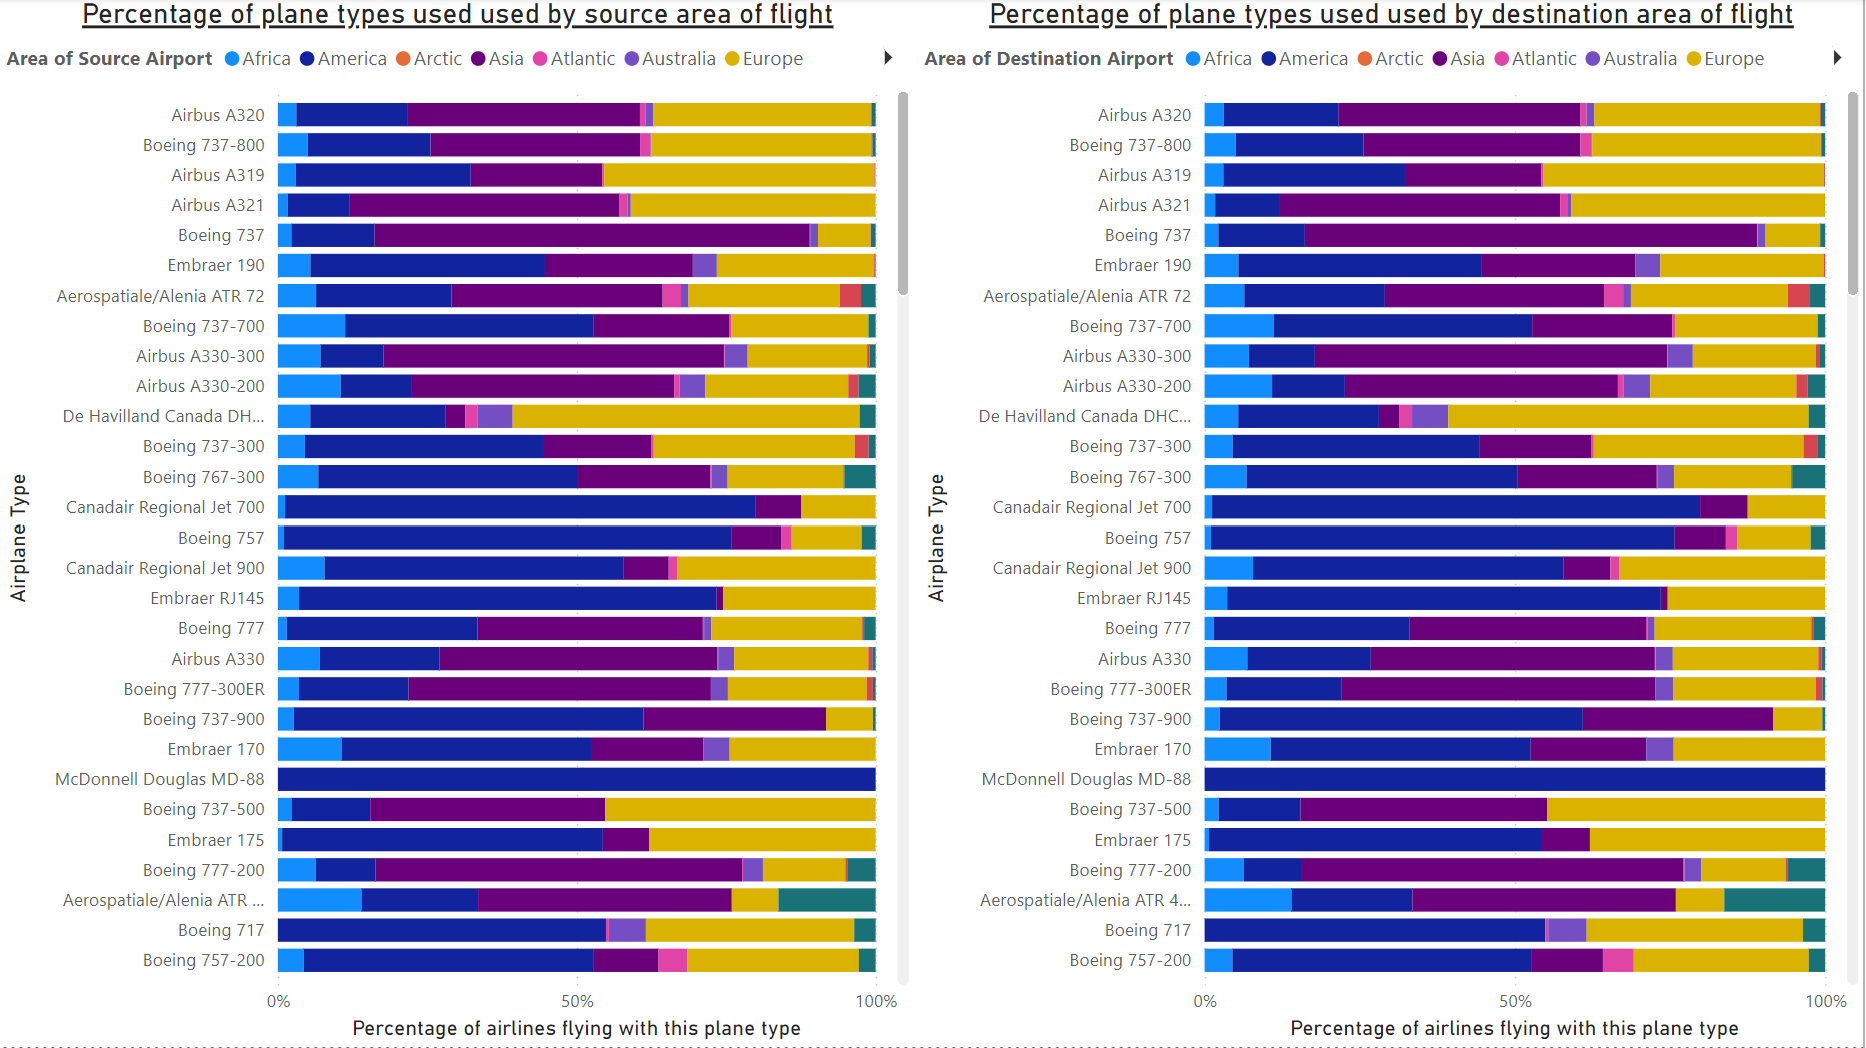 Percentage of plane types used used by source area of flight
Area of Source Airport Africa America Arctic Asia Atlantic Australia Europe
Airbus A320
Boeing 737-800
Airbus A319
Airbus A321
Boeing 737
Embraer 190
Aerospatiale/Alenia ATR 72
Boeing 737-700
Airbus A330-300
Airbus A330-200
De Havilland Canada DH...
Boeing 737-300
Boeing 767-300
Canadair Regional Jet 700
Boeing 757
Canadair Regional Jet 900
Embraer RJ145
Boeing 777
Airbus A330
Boeing 777-300ER
Boeing 737-900
Embraer 170
McDonnell Douglas MD-88
Boeing 737-500
Embraer 175
Boeing 777-200
Aerospatiale/Alenia ATR ...
Boeing 717
Boeing 757-200
Airplane Type
0% 50% 100%
Percentage of airlines flying with this plane type
Percentage of plane types used used by destination area of flight
Area of Destination Airport Africa America Arctic Asia Atlantic Australia Europe
Airbus A320
Boeing 737-800
Airbus A319
Airbus A321
Boeing 737
Embraer 190
Aerospatiale/Alenia ATR 72
Boeing 737-700
Airbus A330-300
Airbus A330-200
De Havilland Canada DHC...
Boeing 737-300
Boeing 767-300
Canadair Regional Jet 700
Boeing 757
Canadair Regional Jet 900
Embraer RJ145
Boeing 777
Airbus A330
Boeing 777-300ER
Boeing 737-900
Embraer 170
McDonnell Douglas MD-88
Boeing 737-500
Embraer 175
Boeing 777-200
Aerospatiale/Alenia ATR 4...
Boeing 717
Boeing 757-200
Airplane Type
0% 50% 100%
Percentage of airlines flying with this plane type